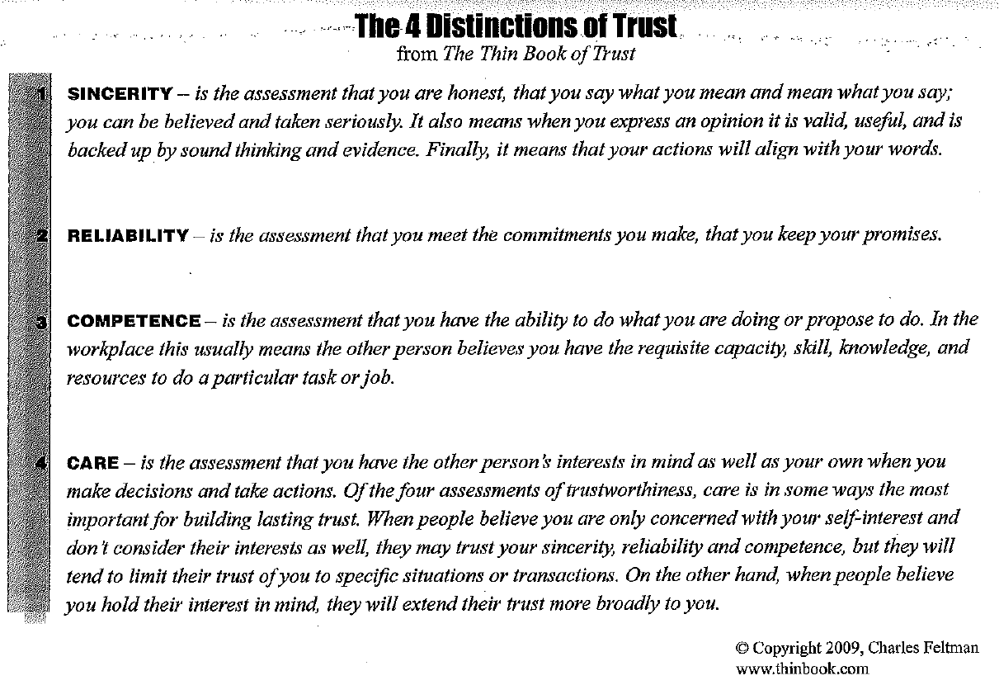 The 4 Distinctions of Trust
from The Thin Book of Trust
1 SINCERITY – is the assessment that you are honest, that you say what you mean and mean what you say;
you can be believed and taken seriously. It also means when you express an opinion it is valid, useful, and is
backed up by sound thinking and evidence. Finally, it means that your actions will align with your words.
2 RELIABILITY – is the assessment that you meet the commitments you make, that you keep your promises.
3 COMPETENCE – is the assessment that you have the ability to do what you are doing or propose to do. In the
workplace this usually means the other person believes you have the requisite capacity, skill, knowledge, and
resources to do a particular task or job.
4 CARE – is the assessment that you have the other person's interests in mind as well as your own when you
make decisions and take actions. Of the four assessments of trustworthiness, care is in some ways the most
important for building lasting trust. When people believe you are only concerned with your self-interest and
don't consider their interests as well, they may trust your sincerity, reliability and competence, but they will
tend to limit their trust of you to specific situations or transactions. On the other hand, when people believe
you hold their interest in mind, they will extend their trust more broadly to you.
© Copyright 2009, Charles Feltman
www.thinbook.com